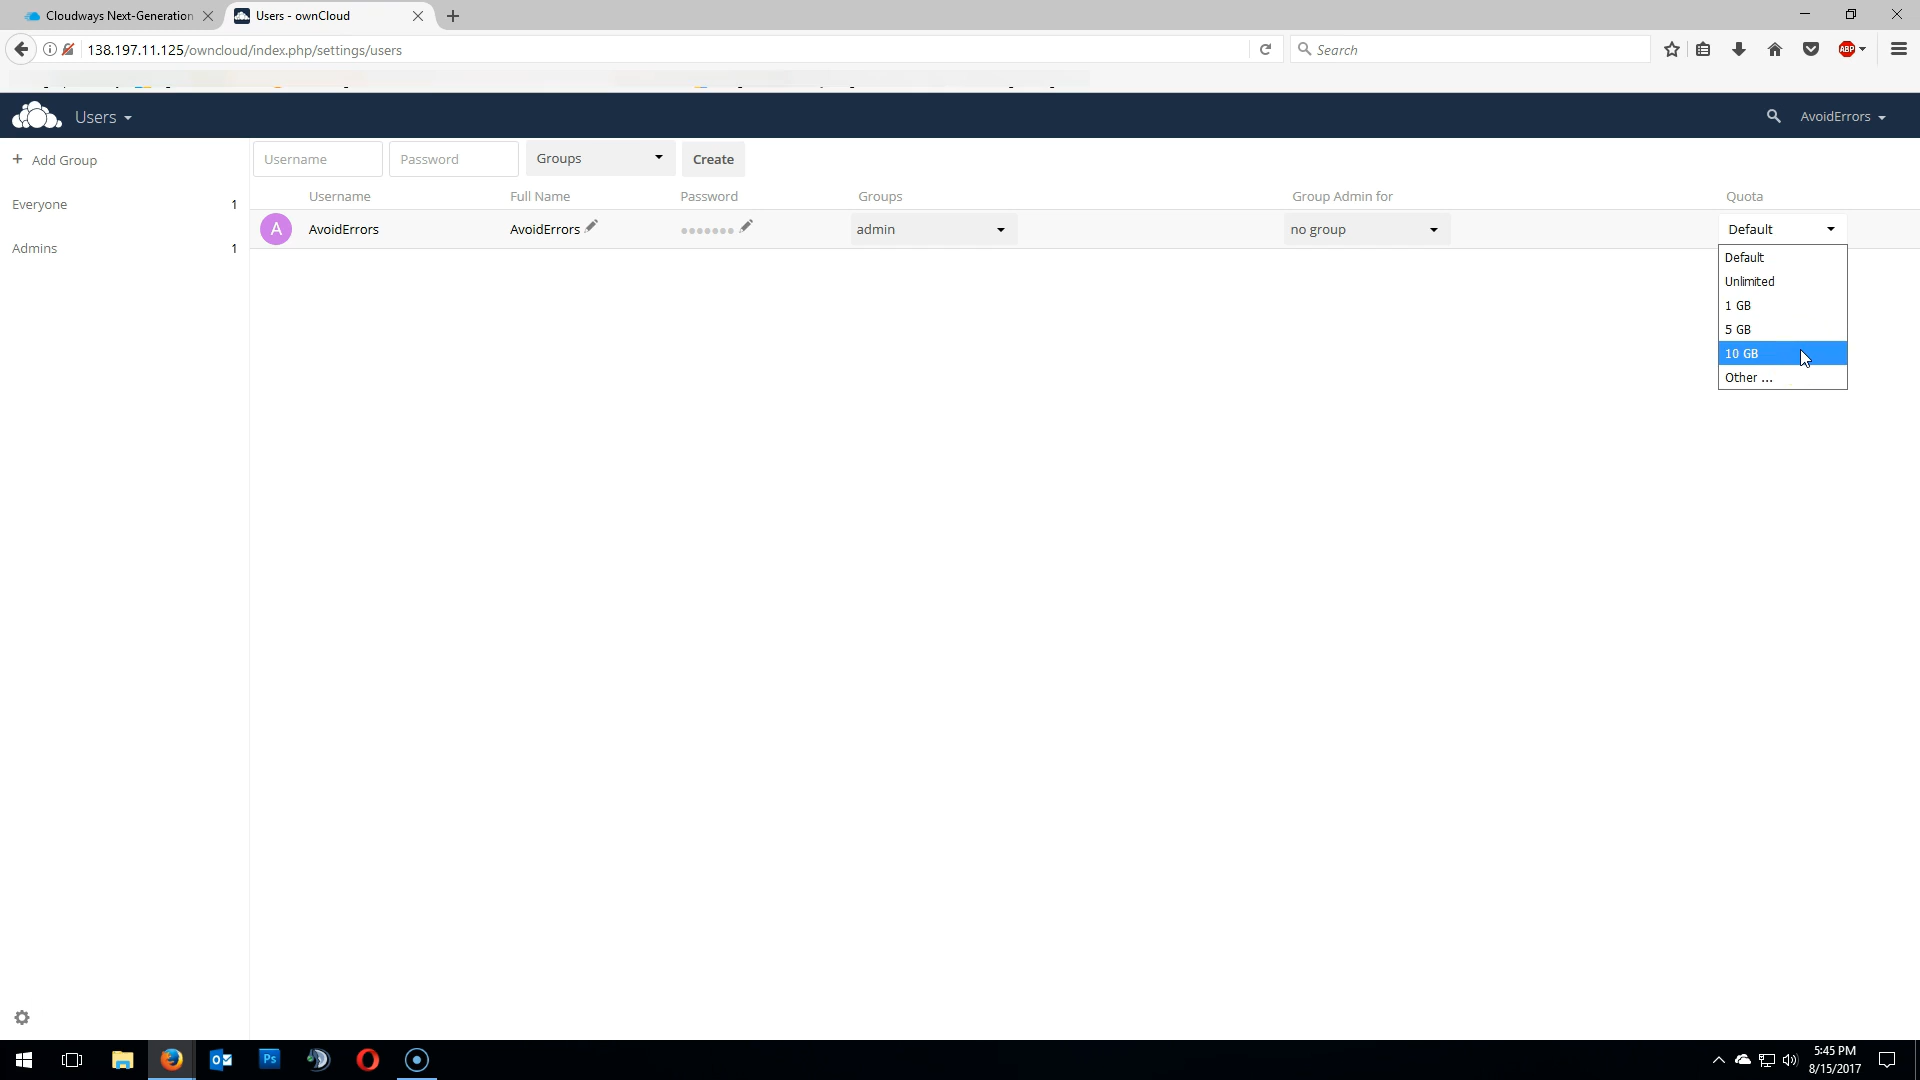 Cloudways Next-Generation
Users - ownCloud
138.197.11.125/owncloud/index.php/settings/users
Search
ABP
Users
AvoidErrors
+ Add Group
Username
Password
Groups
Create
Username
Full Name
Password
Groups
Group Admin for
Quota
Everyone 1
A
AvoidErrors
AvoidErrors
admin
no group
Default
Admins 1
Default
Unlimited
1 GB
5 GB
10 GB
Other ...
Ps
5:45 PM
8/15/2017